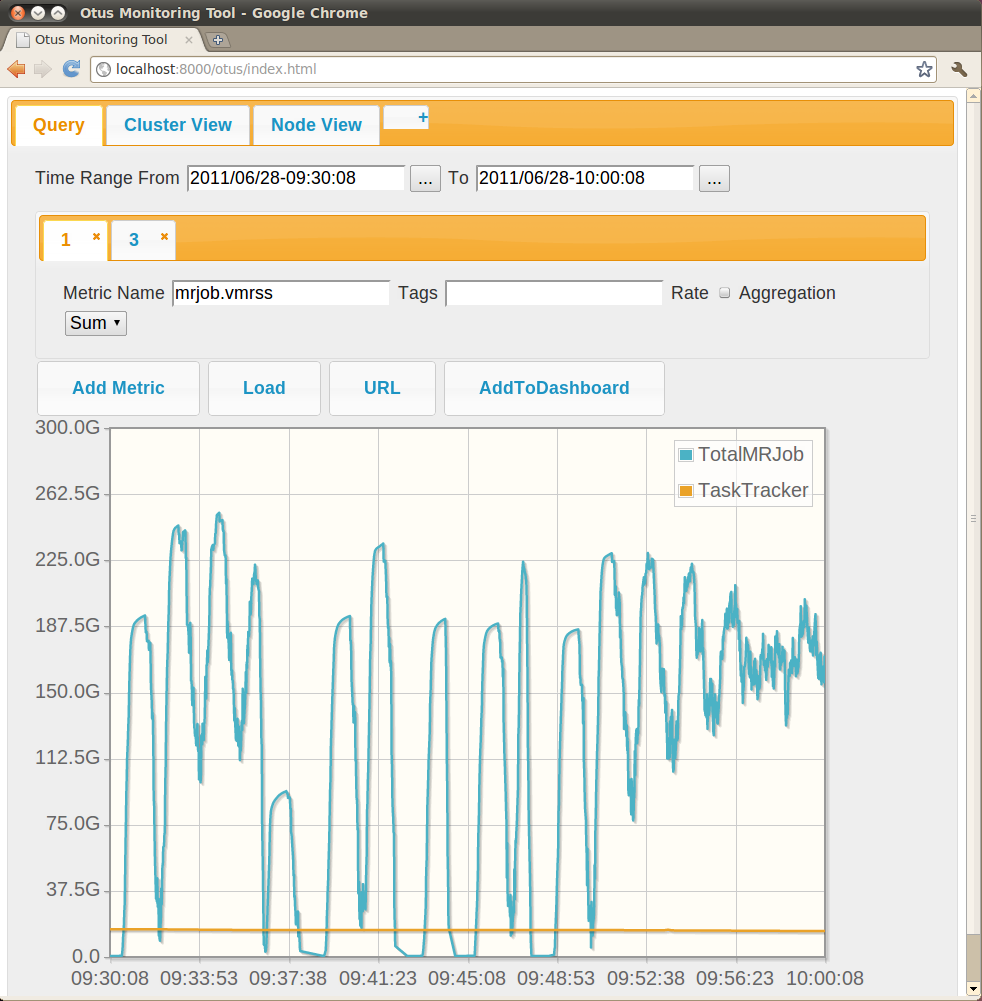 Otus Monitoring Tool - Google Chrome
Otus Monitoring Tool
localhost:8000/otus/index.html
Query Cluster View Node View +
Time Range From 2011/06/28-09:30:08 ... To 2011/06/28-10:00:08 ...
1 3
Metric Name mrjob.vmrss Tags Rate Aggregation
Sum
Add Metric Load URL AddToDashboard
300.0G
TotalMRJob
262.5G
TaskTracker
225.0G
187.5G
150.0G
112.5G
75.0G
37.5G
0.0
09:30:08 09:33:53 09:37:38 09:41:23 09:45:08 09:48:53 09:52:38 09:56:23 10:00:08